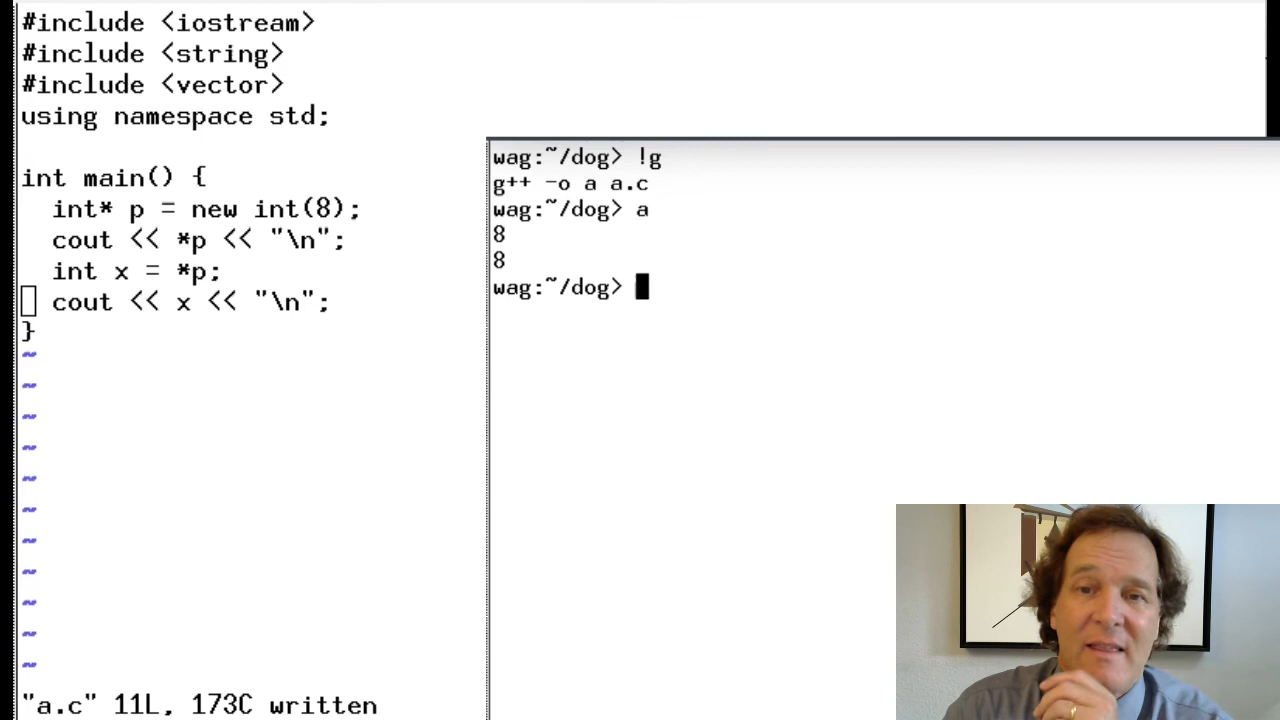 #include <iostream>
#include <string>
#include <vector>
using namespace std;
int main() {
  int* p = new int(8);
  cout << *p << "\n";
  int x = *p;
  cout << x << "\n";
}
~
~
~
~
~
~
~
~
~
~
~
"a.c" 11L, 173C written
wag:~/dog> !g
g++ -o a a.c
wag:~/dog> a
8
8
wag:~/dog>